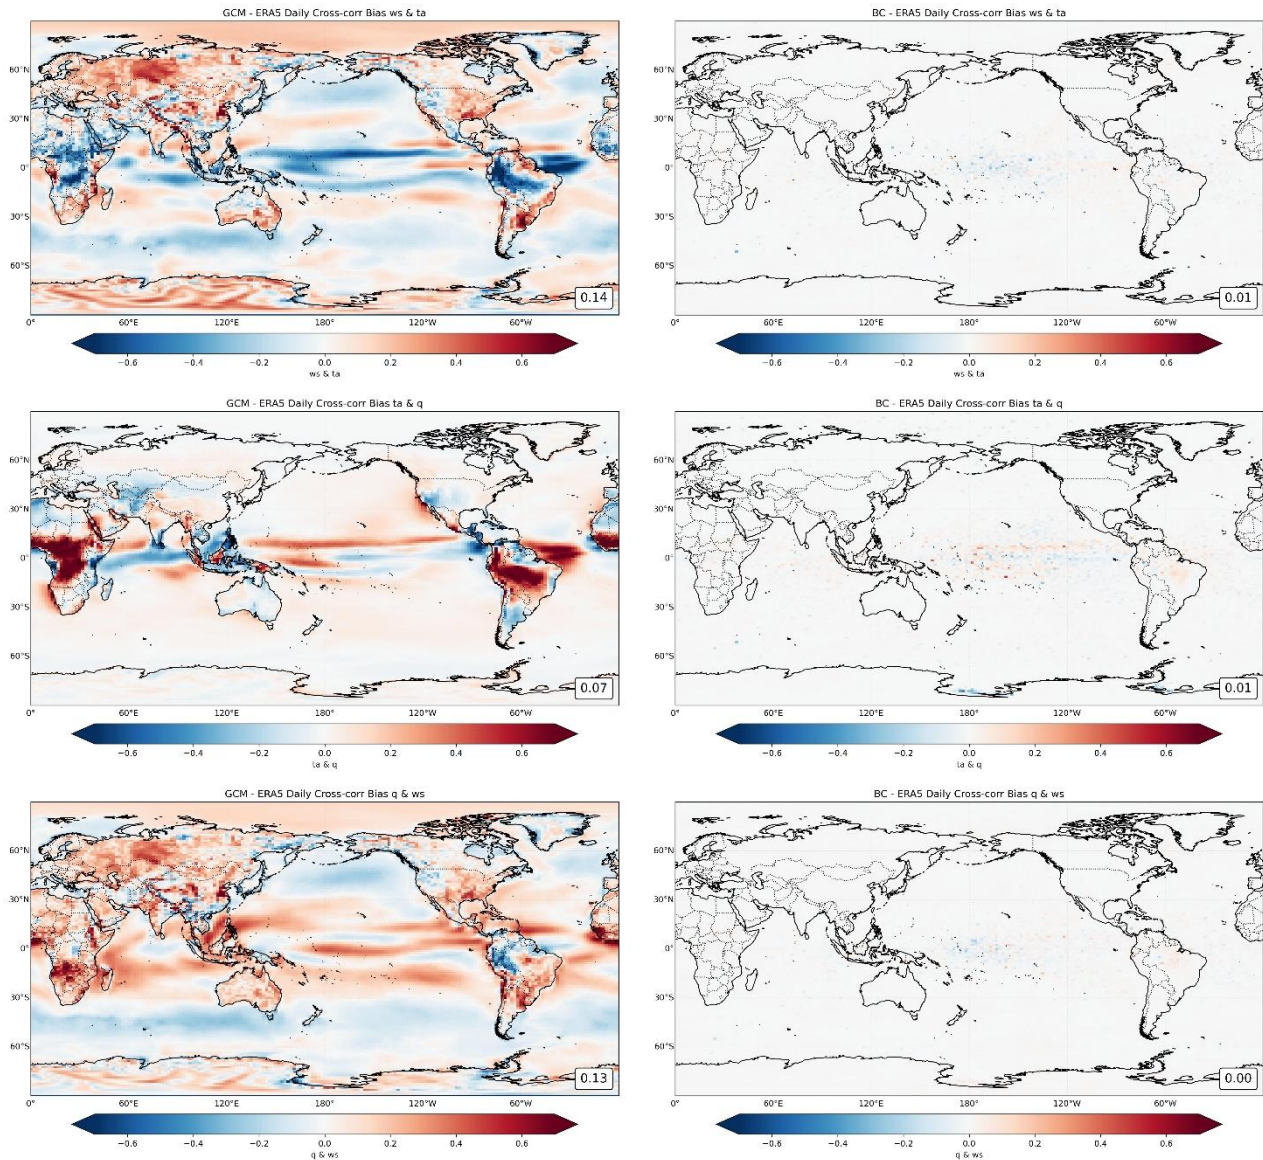 GCM - ERA5 Daily Cross-corr Bias ws & ta
60°N
30°N
0°
30°S
60°S
0.14
0° 60°E 120°E 180° 120°W 60°W
−0.6 −0.4 −0.2 0.0 0.2 0.4 0.6
ws & ta
BC - ERA5 Daily Cross-corr Bias ws & ta
60°N
30°N
0°
30°S
60°S
0.01
0° 60°E 120°E 180° 120°W 60°W
−0.6 −0.4 −0.2 0.0 0.2 0.4 0.6
ws & ta
GCM - ERA5 Daily Cross-corr Bias ta & q
60°N
30°N
0°
30°S
60°S
0.07
0° 60°E 120°E 180° 120°W 60°W
−0.6 −0.4 −0.2 0.0 0.2 0.4 0.6
ta & q
BC - ERA5 Daily Cross-corr Bias ta & q
60°N
30°N
0°
30°S
60°S
0.01
0° 60°E 120°E 180° 120°W 60°W
−0.6 −0.4 −0.2 0.0 0.2 0.4 0.6
ta & q
GCM - ERA5 Daily Cross-corr Bias q & ws
60°N
30°N
0°
30°S
60°S
0.13
0° 60°E 120°E 180° 120°W 60°W
−0.6 −0.4 −0.2 0.0 0.2 0.4 0.6
q & ws
BC - ERA5 Daily Cross-corr Bias q & ws
60°N
30°N
0°
30°S
60°S
0.00
0° 60°E 120°E 180° 120°W 60°W
−0.6 −0.4 −0.2 0.0 0.2 0.4 0.6
q & ws